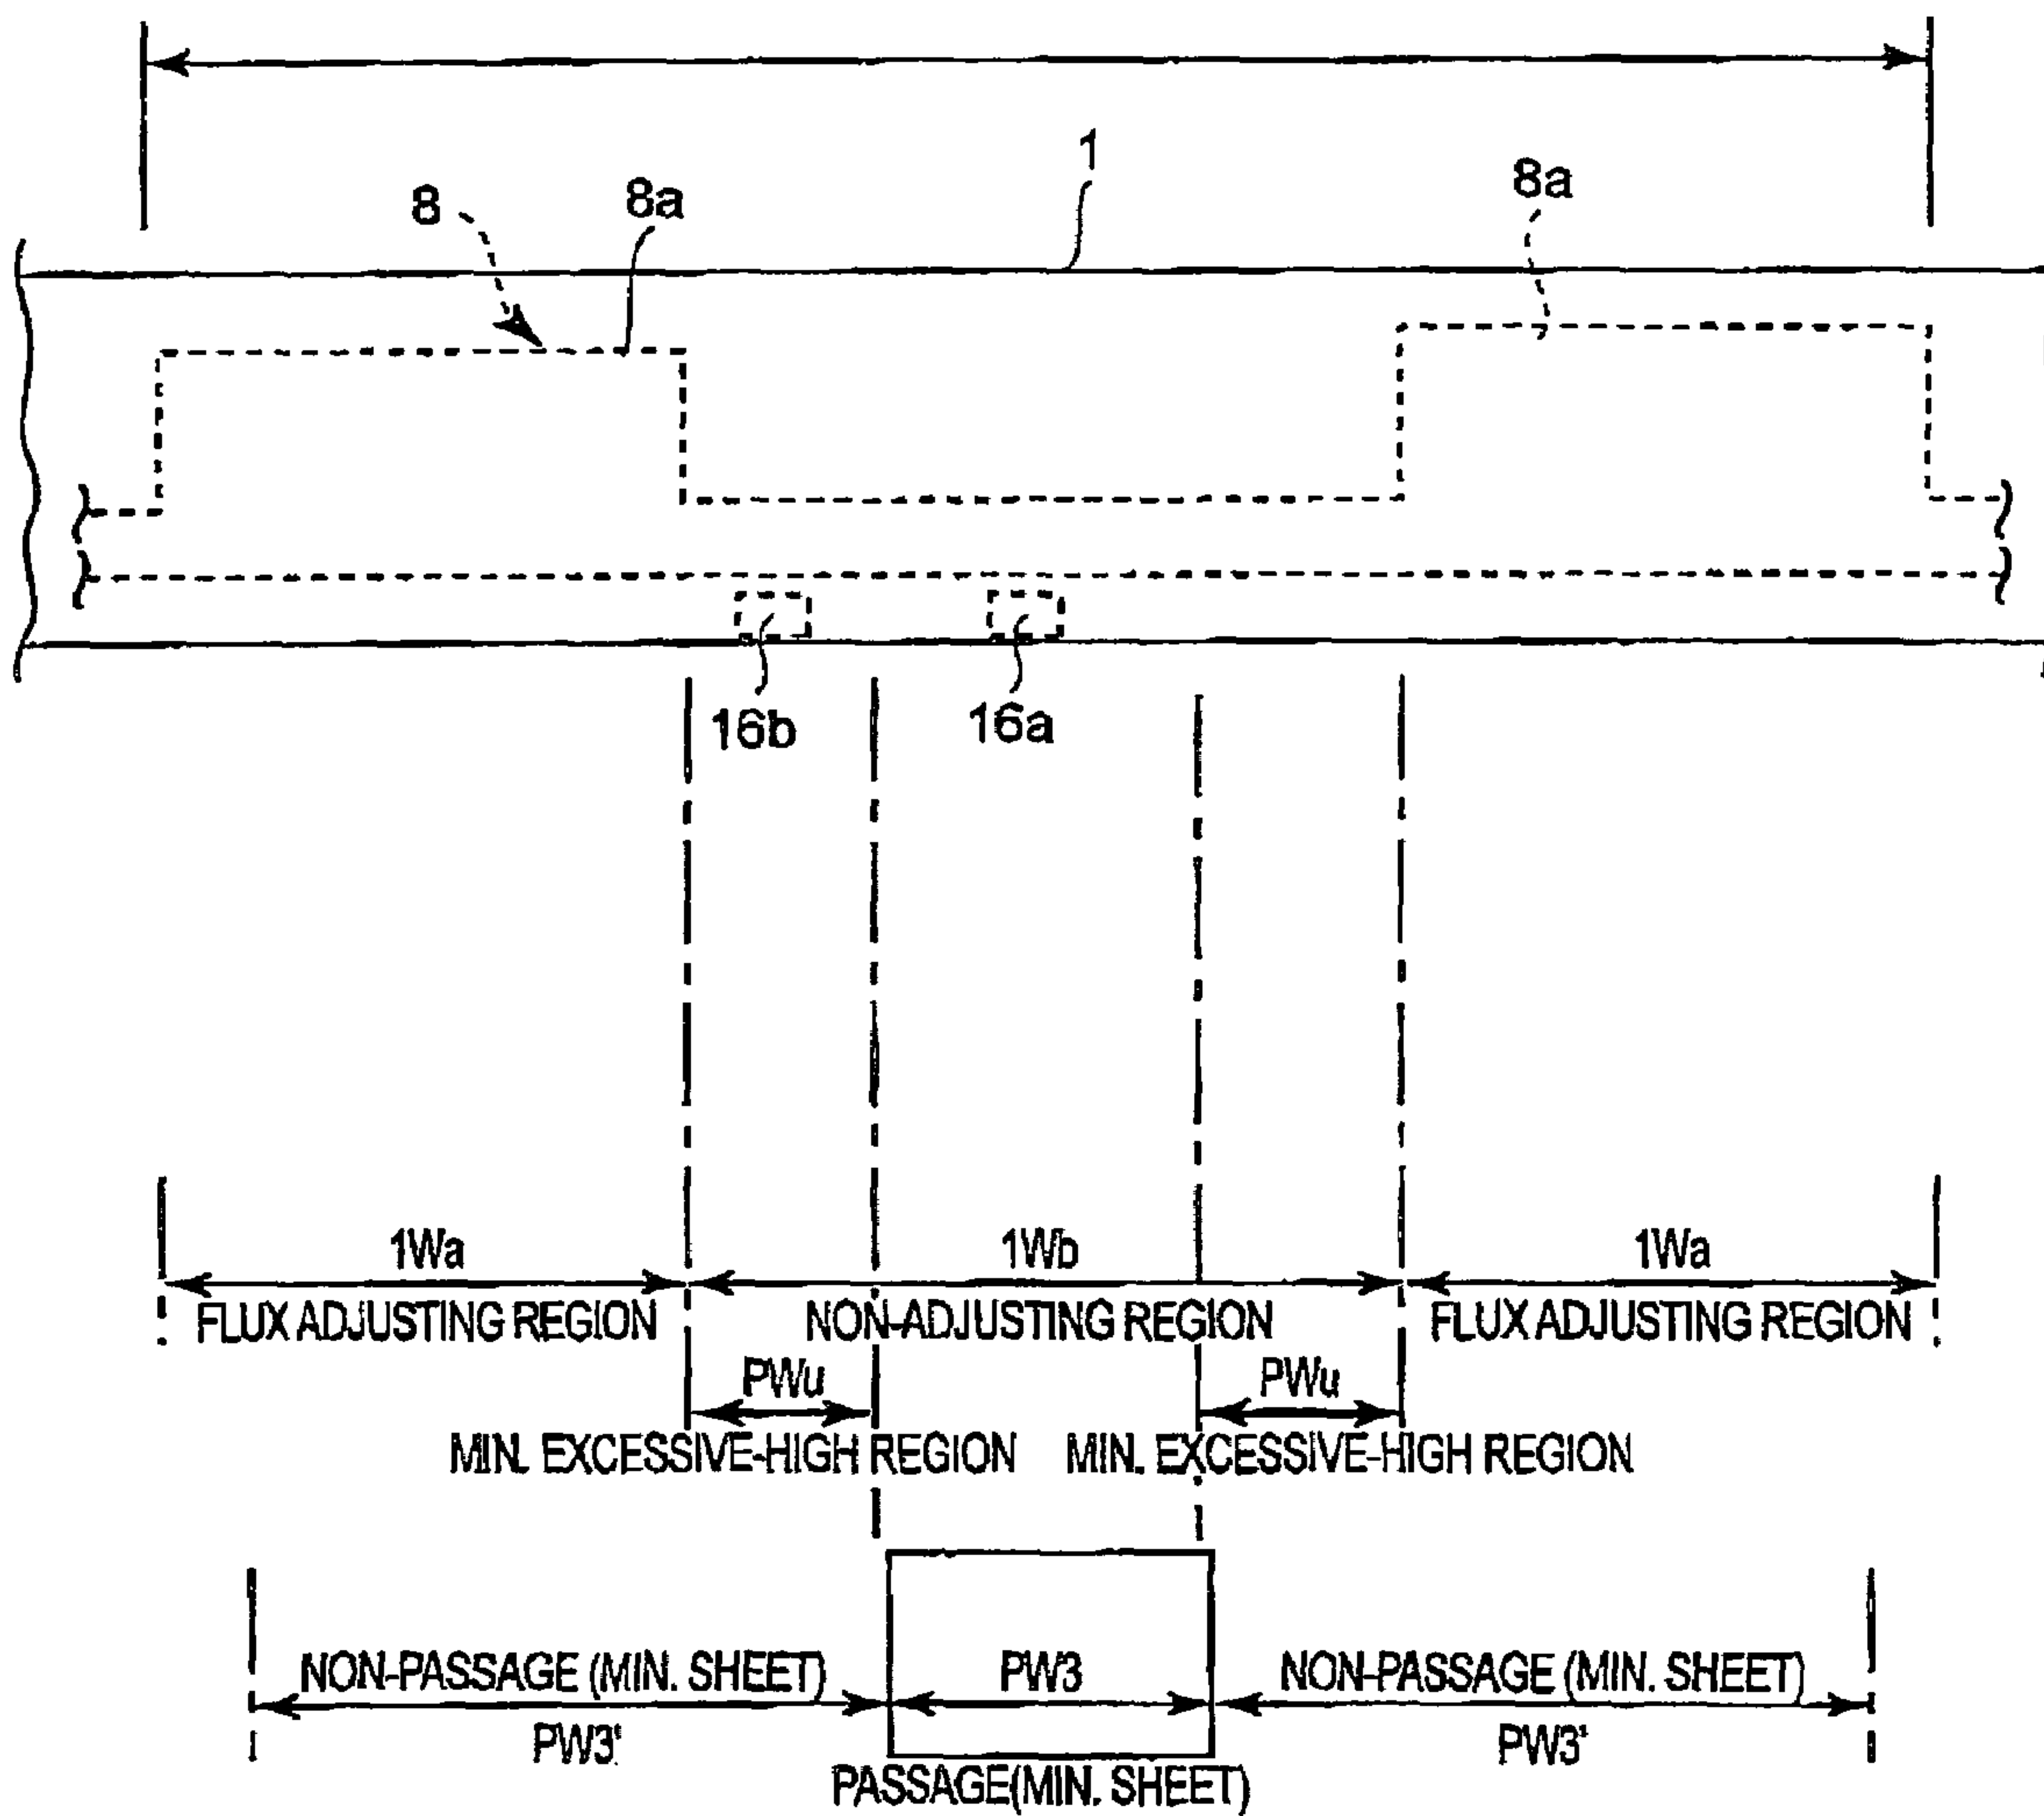 1
8 8a 8a
16b 16a
1Wa 1Wb 1Wa
FLUX ADJUSTING REGION NON-ADJUSTING REGION FLUX ADJUSTING REGION
PWu PWu
MIN. EXCESSIVE-HIGH REGION MIN. EXCESSIVE-HIGH REGION
NON-PASSAGE (MIN. SHEET) PW3 NON-PASSAGE (MIN. SHEET)
PW3' PW3'
PASSAGE(MIN. SHEET)